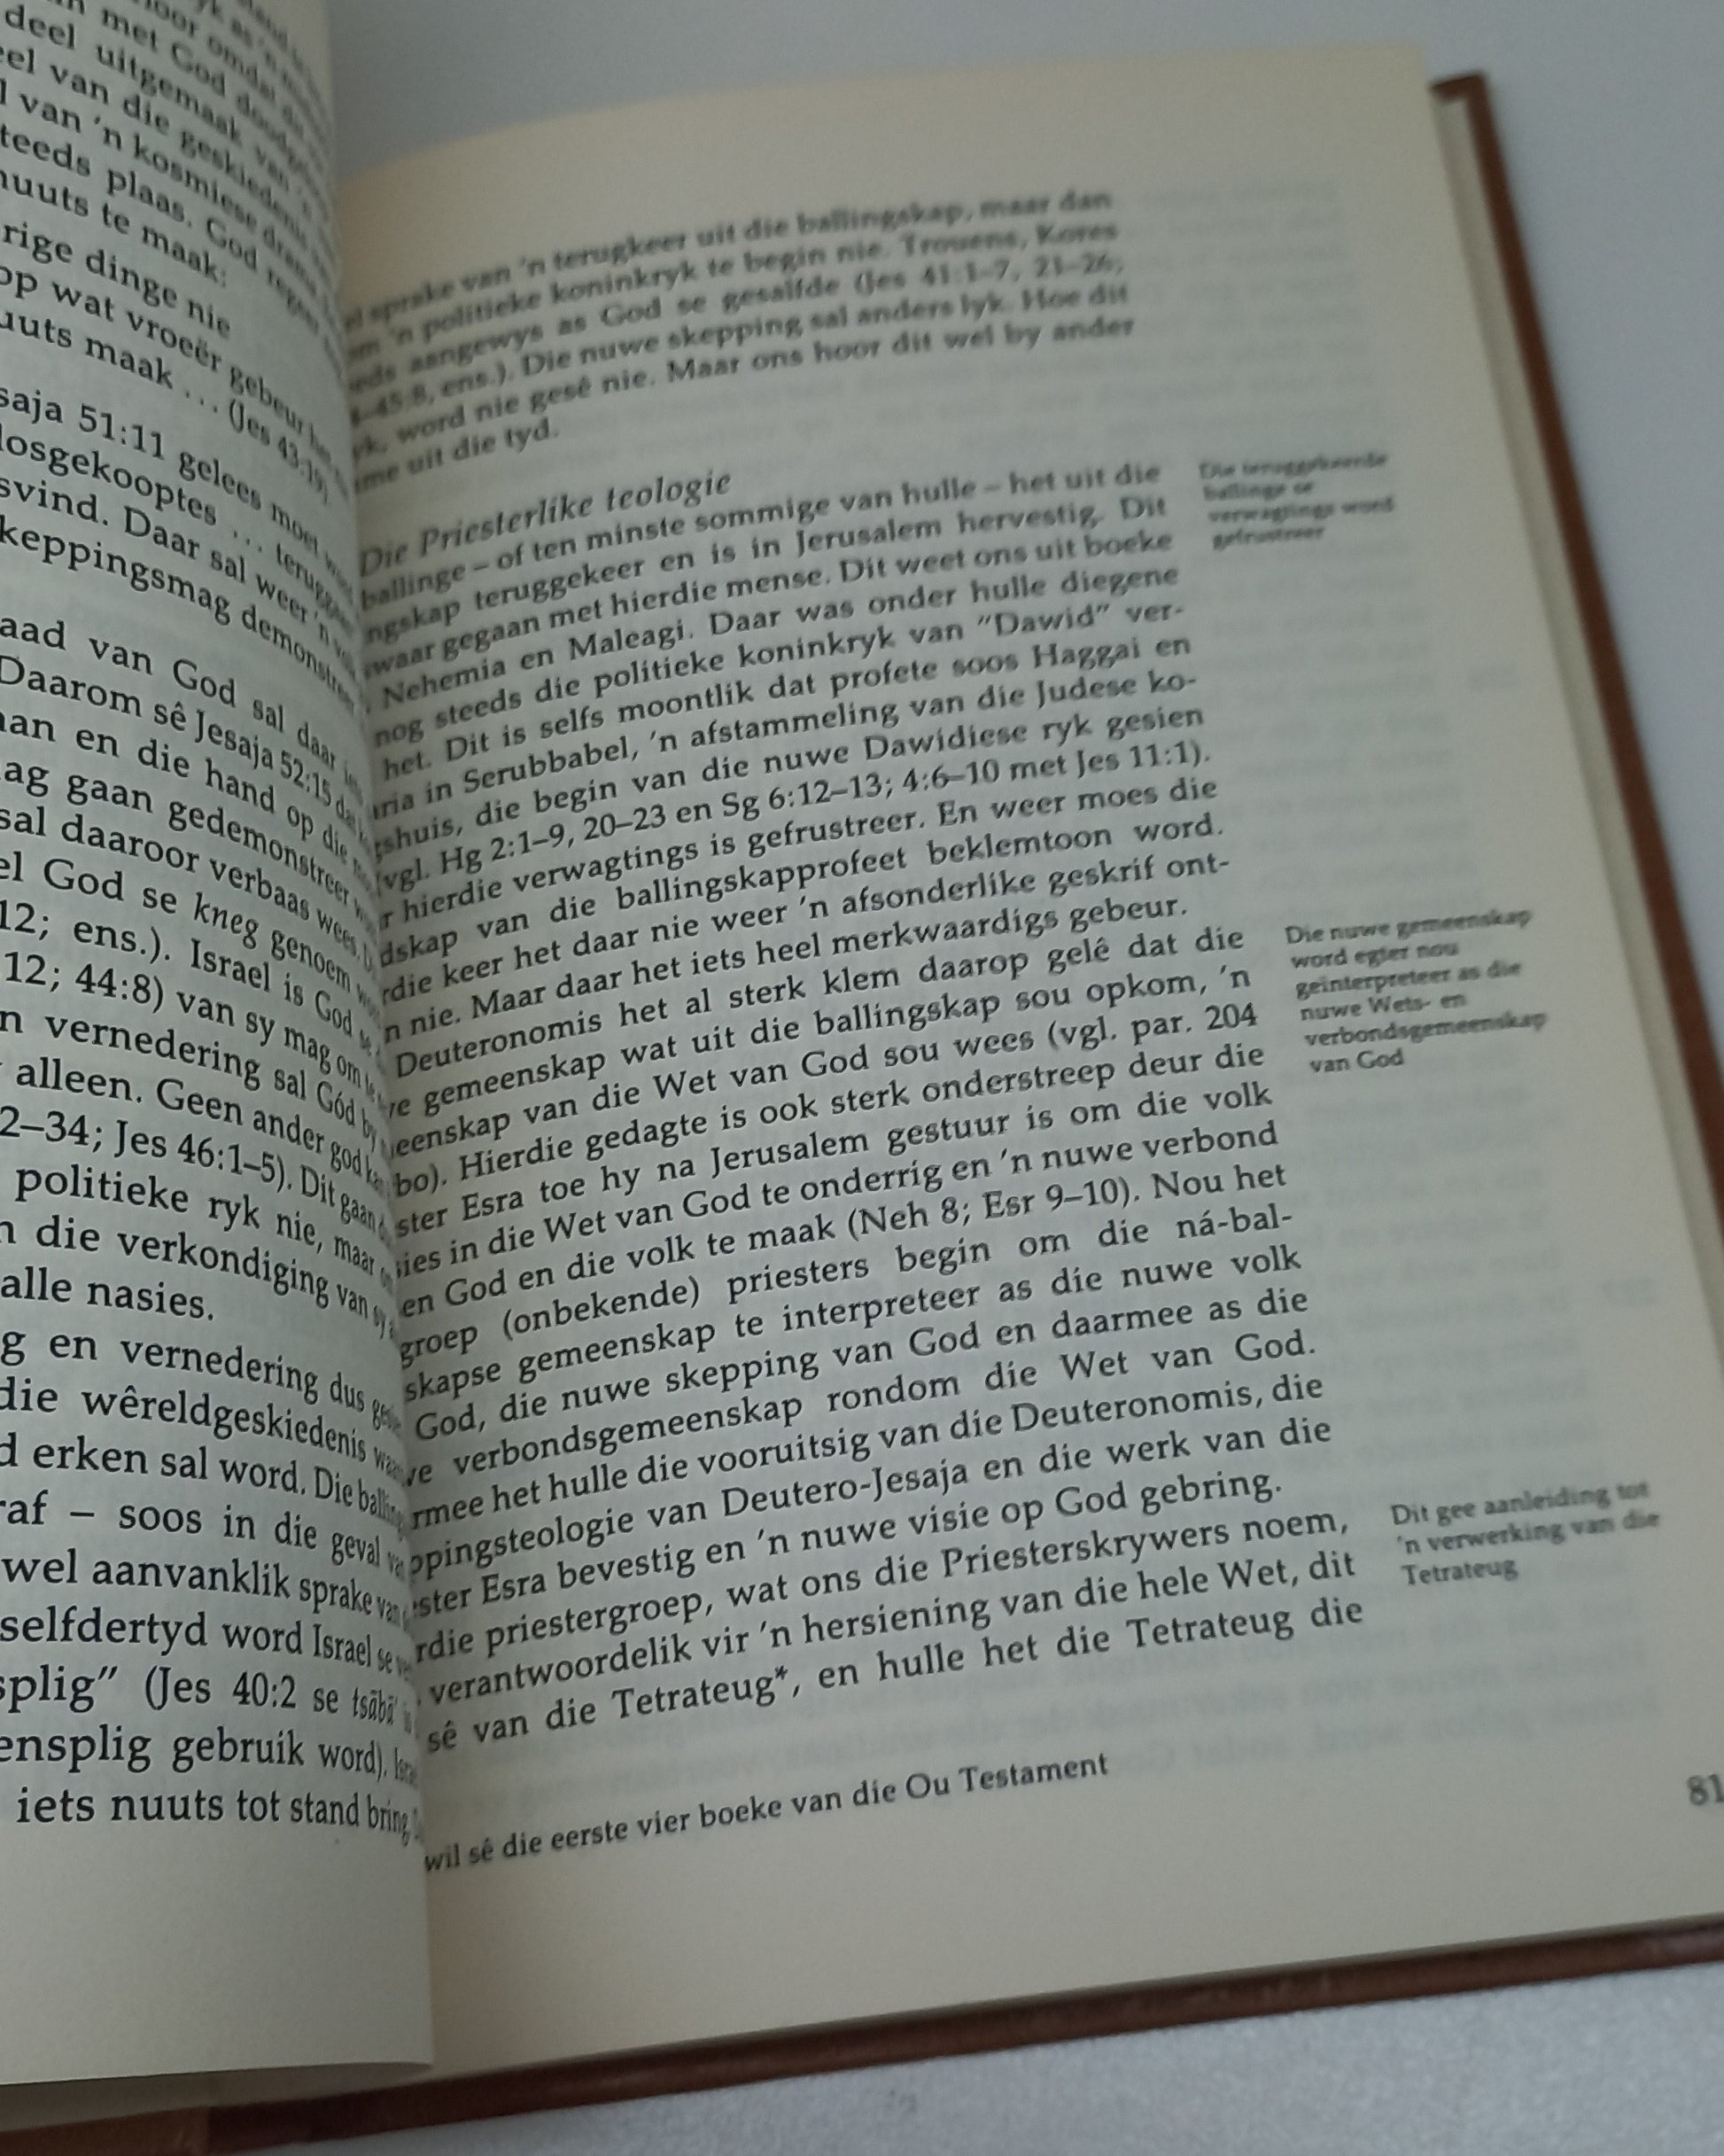 met God
deel uitgemaak van 'n
van die geskiedenis
van 'n kosmiese drama
plaas. God
te maak:
dinge nie
op wat vroeër gebeur het
maak ... (Jes 43:19)
51:11 gelees moet
losgekooptes ...
Daar sal weer 'n
demonstreer
van God sal daar
Daarom sê Jesaja 52:15 dat
en die hand op die
gaan gedemonstreer
sal daaroor verbaas wees.
God se kneg genoem
12; ens.). Israel is God se
12; 44:8) van sy mag om te
vernedering sal Gód by
alleen. Geen ander god kan
2–34; Jes 46:1–5). Dit gaan
politieke ryk nie, maar
die verkondiging van sy
alle nasies.
en vernedering dus
die wêreldgeskiedenis
erken sal word. Die
– soos in die geval van
wel aanvanklik sprake van
selfdertyd word Israel se
(Jes 40:2 se tsābā'
gebruik word).
iets nuuts tot stand bring
sprake van 'n terugkeer uit die ballingskap, maar dan
'n politieke koninkryk te begin nie. Trouens, Kores
aangewys as God se gesalfde (Jes 41:1–7, 21–26;
45:8, ens.). Die nuwe skepping sal anders lyk. Hoe dit
word nie gesê nie. Maar ons hoor dit wel by ander
uit die tyd.
Die Priesterlike teologie
ballinge – of ten minste sommige van hulle – het uit die
teruggekeer en is in Jerusalem hervestig. Dit
gegaan met hierdie mense. Dit weet ons uit boeke
Nehemia en Maleagi. Daar was onder hulle diegene
nog steeds die politieke koninkryk van "Dawid" ver-
het. Dit is selfs moontlik dat profete soos Haggai en
in Serubbabel, 'n afstammeling van die Judese ko-
die begin van die nuwe Dawidiese ryk gesien
(vgl. Hg 2:1–9, 20–23 en Sg 6:12–13; 4:6–10 met Jes 11:1).
hierdie verwagtings is gefrustreer. En weer moes die
van die ballingskapprofeet beklemtoon word.
keer het daar nie weer 'n afsonderlike geskrif ont-
nie. Maar daar het iets heel merkwaardigs gebeur.
Deuteronomis het al sterk klem daarop gelê dat die
gemeenskap wat uit die ballingskap sou opkom, 'n
van die Wet van God sou wees (vgl. par. 204
Hierdie gedagte is ook sterk onderstreep deur die
Esra toe hy na Jerusalem gestuur is om die volk
in die Wet van God te onderrig en 'n nuwe verbond
en God en die volk te maak (Neh 8; Esr 9–10). Nou het
groep (onbekende) priesters begin om die ná-bal-
skapse gemeenskap te interpreteer as díe nuwe volk
God, die nuwe skepping van God en daarmee as die
verbondsgemeenskap rondom die Wet van God.
het hulle die vooruitsig van die Deuteronomis, die
van Deutero-Jesaja en die werk van die
Esra bevestig en 'n nuwe visie op God gebring.
priestergroep, wat ons die Priesterskrywers noem,
verantwoordelik vir 'n hersiening van die hele Wet, dit
sê van die Tetrateug*, en hulle het die Tetrateug die
wil sê die eerste vier boeke van die Ou Testament
Die teruggekeerde
ballinge se
verwagtings word
gefrustreer
Die nuwe gemeenskap
word egter nou
geïnterpreteer as die
nuwe Wets- en
verbondsgemeenskap
van God
Dit gee aanleiding tot
'n verwerking van die
Tetrateug
81